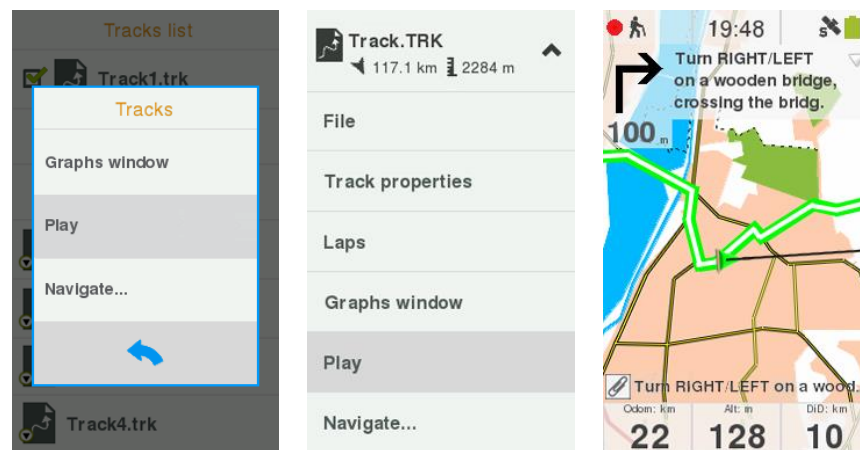 Tracks list
Track1.trk
Tracks
Graphs window
Play
Navigate...
Track4.trk
Track.TRK
117.1 km 2284 m
File
Track properties
Laps
Graphs window
Play
Navigate...
19:48
S
Turn RIGHT/LEFT
on a wooden bridge,
crossing the bridg.
100 m
Turn RIGHT/LEFT on a wood.
Odom: km Alt: m DiD: km
22 128 10